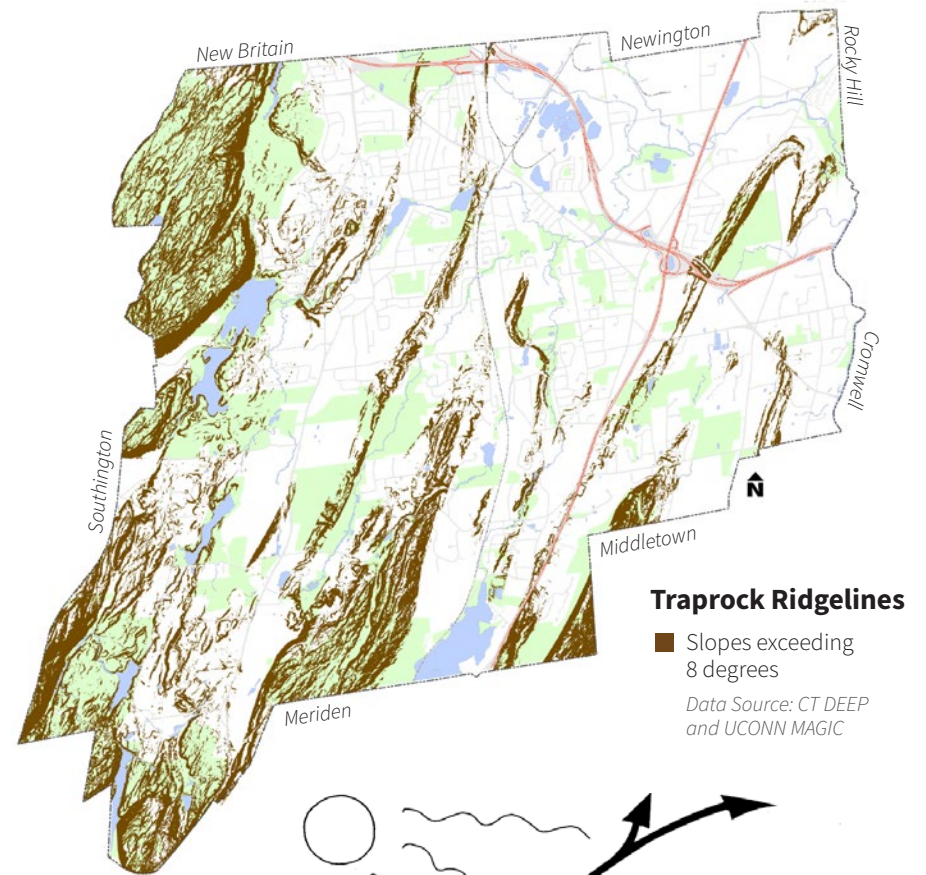 New Britain
Newington
Rocky Hill
Cromwell
Southington
N
Middletown
Meriden
Traprock Ridgelines
Slopes exceeding
8 degrees
Data Source: CT DEEP
and UCONN MAGIC